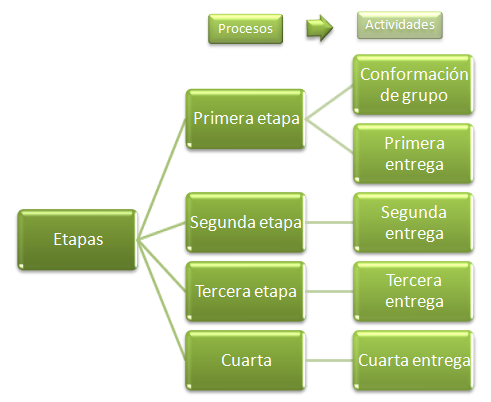 Procesos
Actividades
Etapas
Primera etapa
Conformación
de grupo
Primera
entrega
Segunda etapa
Segunda
entrega
Tercera etapa
Tercera
entrega
Cuarta
Cuarta entrega